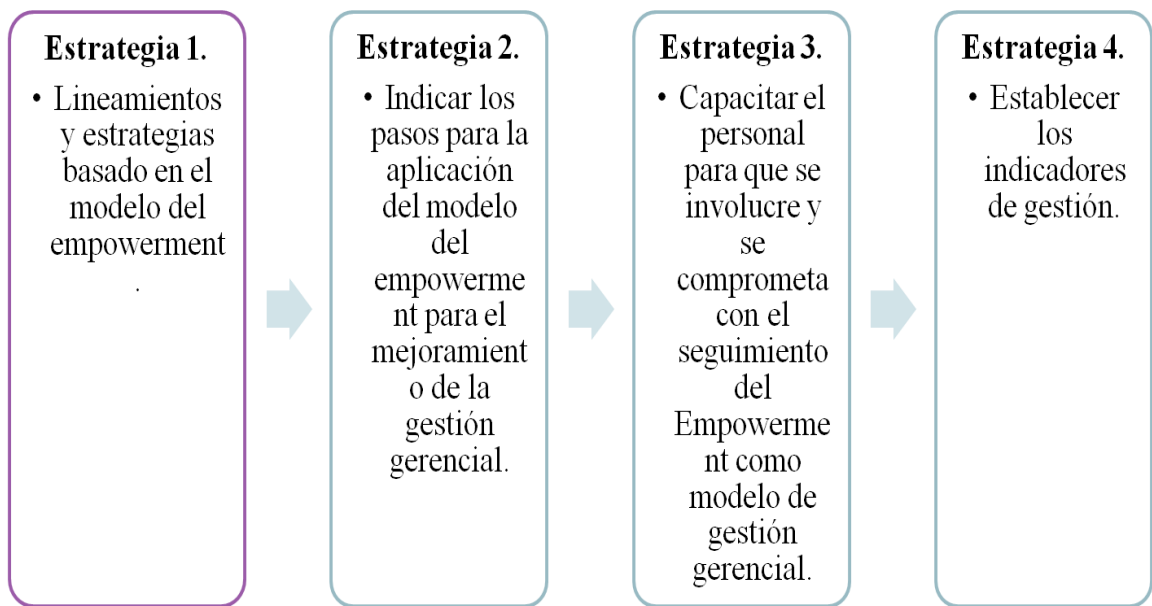 Estrategia 1.
• Lineamientos
y estrategias
basado en el
modelo del
empowerment
.
Estrategia 2.
• Indicar los
pasos para la
aplicación
del modelo
del
empowerme
nt para el
mejoramient
o de la
gestión
gerencial.
Estrategia 3.
• Capacitar el
personal
para que se
involucre y
se
comprometa
con el
seguimiento
del
Empowerme
nt como
modelo de
gestión
gerencial.
Estrategia 4.
• Establecer
los
indicadores
de gestión.